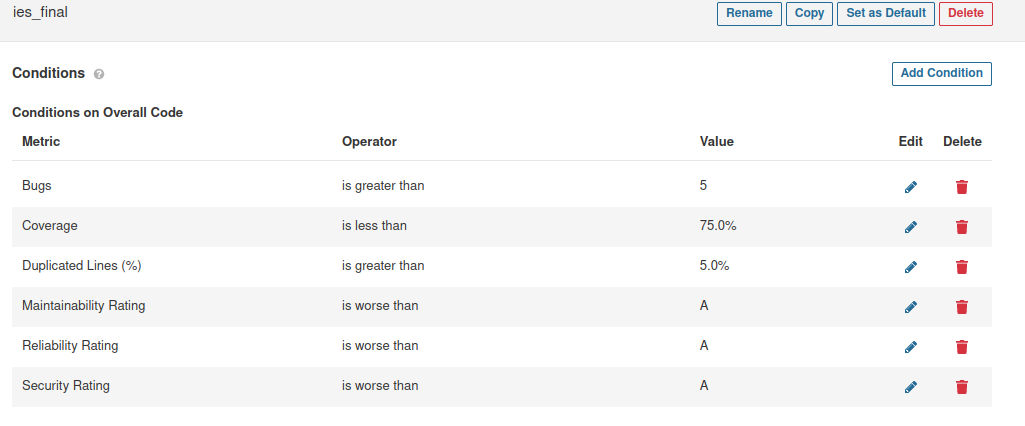 ies_final Rename Copy Set as Default Delete
Conditions ? Add Condition
Conditions on Overall Code
Metric Operator Value Edit Delete
Bugs is greater than 5
Coverage is less than 75.0%
Duplicated Lines (%) is greater than 5.0%
Maintainability Rating is worse than A
Reliability Rating is worse than A
Security Rating is worse than A